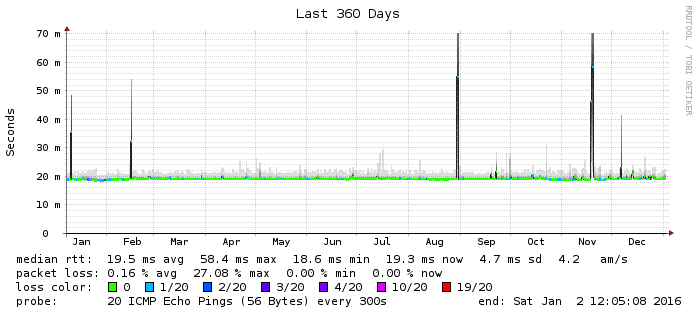 Last 360 Days
RRDTOOL / TOBI OETIKER
Seconds
70 m
60 m
50 m
40 m
30 m
20 m
10 m
0
Jan Feb Mar Apr May Jun Jul Aug Sep Oct Nov Dec
median rtt: 19.5 ms avg 58.4 ms max 18.6 ms min 19.3 ms now 4.7 ms sd 4.2 am/s
packet loss: 0.16 % avg 27.08 % max 0.00 % min 0.00 % now
loss color: 0 1/20 2/20 3/20 4/20 10/20 19/20
probe: 20 ICMP Echo Pings (56 Bytes) every 300s end: Sat Jan 2 12:05:08 2016